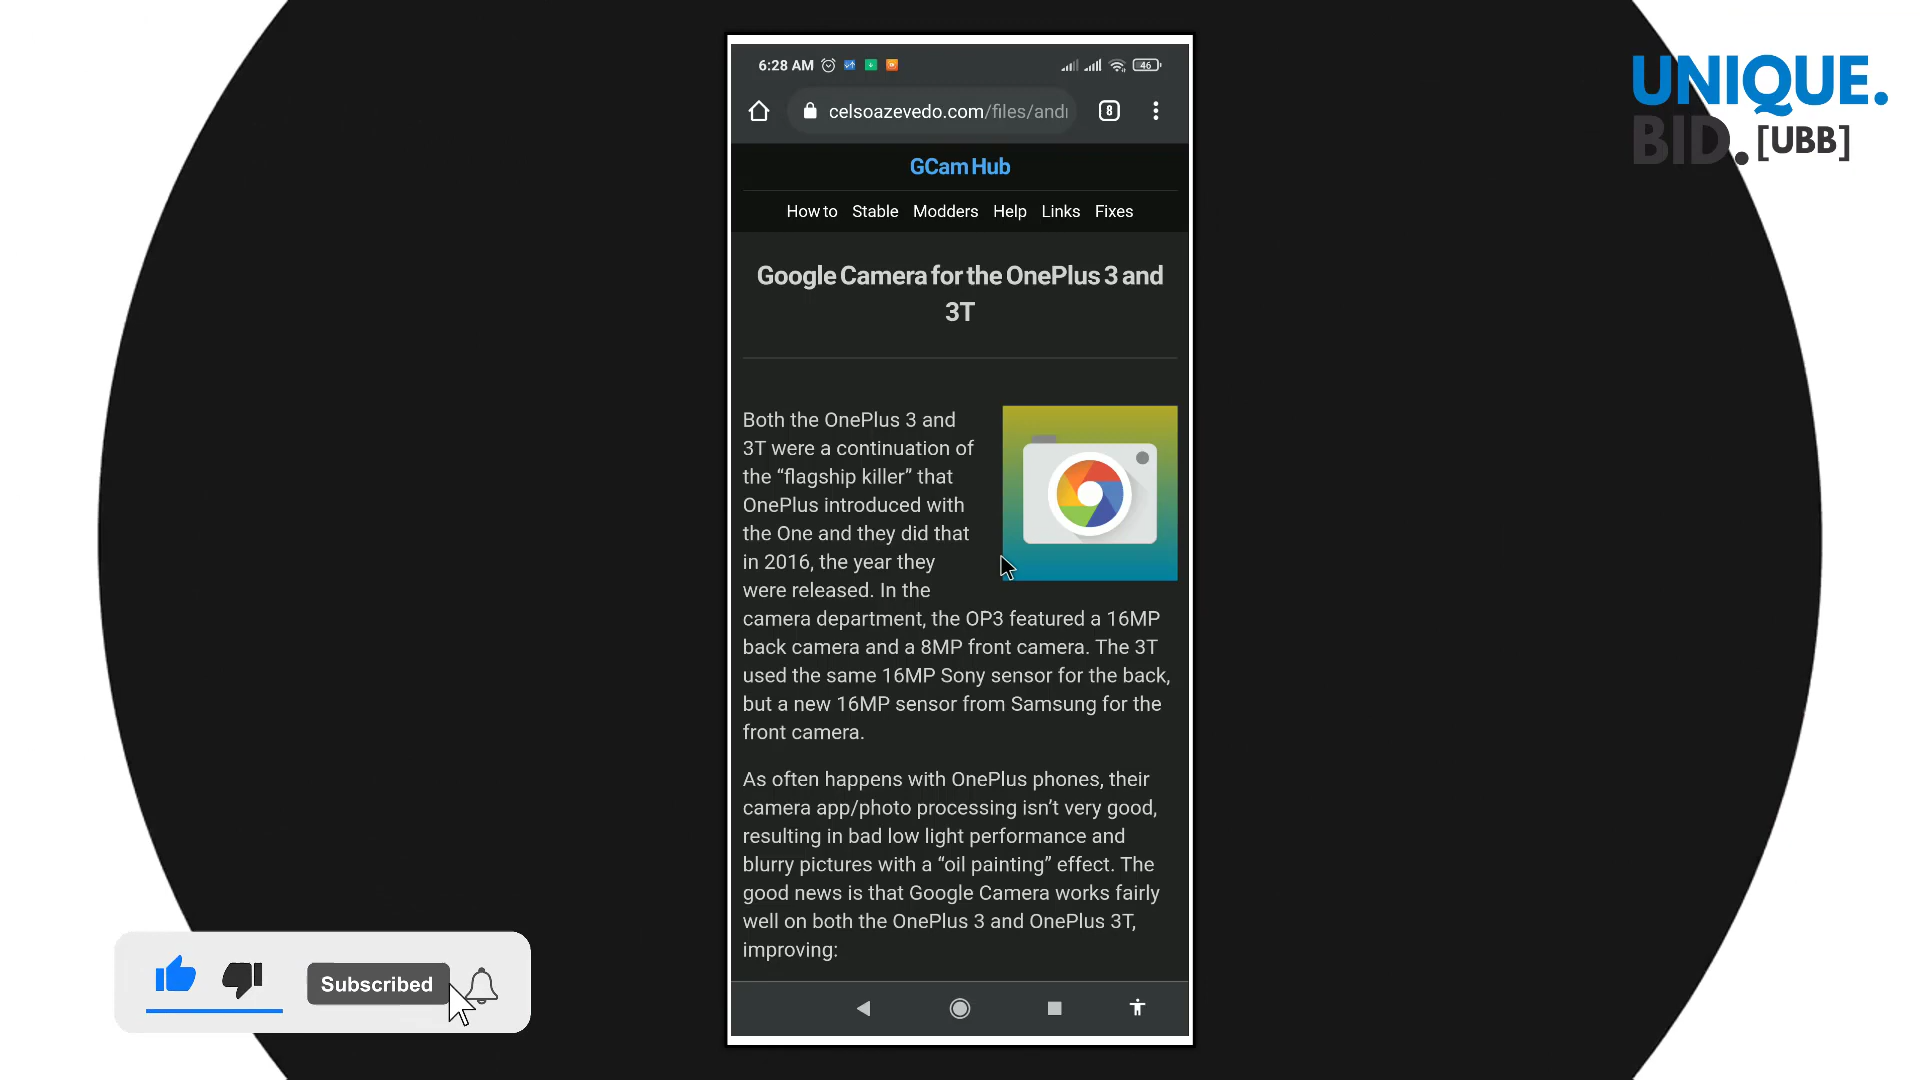 UNIQUE.
BID. [UBB]
6:28 AM
46
celsoazevedo.com/files/andr
8
GCam Hub
How to Stable Modders Help Links Fixes
Google Camera for the OnePlus 3 and
3T
Both the OnePlus 3 and
3T were a continuation of
the “flagship killer” that
OnePlus introduced with
the One and they did that
in 2016, the year they
were released. In the
camera department, the OP3 featured a 16MP
back camera and a 8MP front camera. The 3T
used the same 16MP Sony sensor for the back,
but a new 16MP sensor from Samsung for the
front camera.
As often happens with OnePlus phones, their
camera app/photo processing isn’t very good,
resulting in bad low light performance and
blurry pictures with a “oil painting” effect. The
good news is that Google Camera works fairly
well on both the OnePlus 3 and OnePlus 3T,
improving:
Subscribed